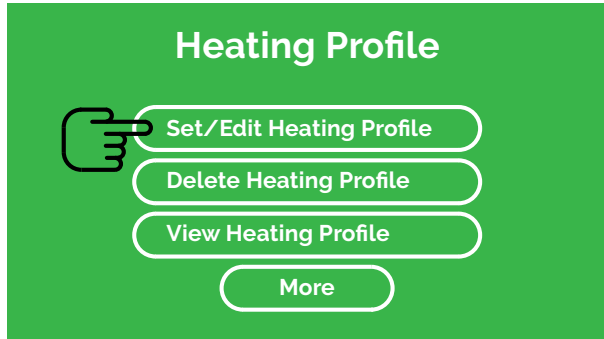 Heating Profile
Set/Edit Heating Profile
Delete Heating Profile
View Heating Profile
More